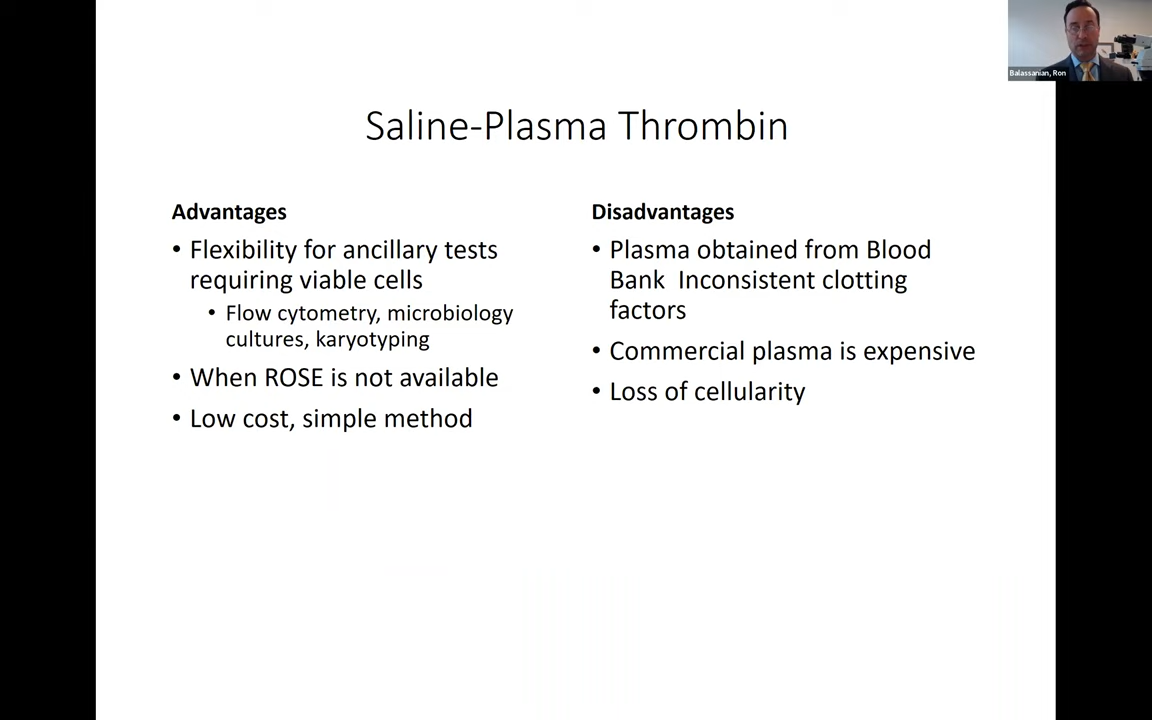 Balassanian, Ron
Saline-Plasma Thrombin
Advantages
• Flexibility for ancillary tests
requiring viable cells
• Flow cytometry, microbiology
cultures, karyotyping
• When ROSE is not available
• Low cost, simple method
Disadvantages
• Plasma obtained from Blood
Bank  Inconsistent clotting
factors
• Commercial plasma is expensive
• Loss of cellularity